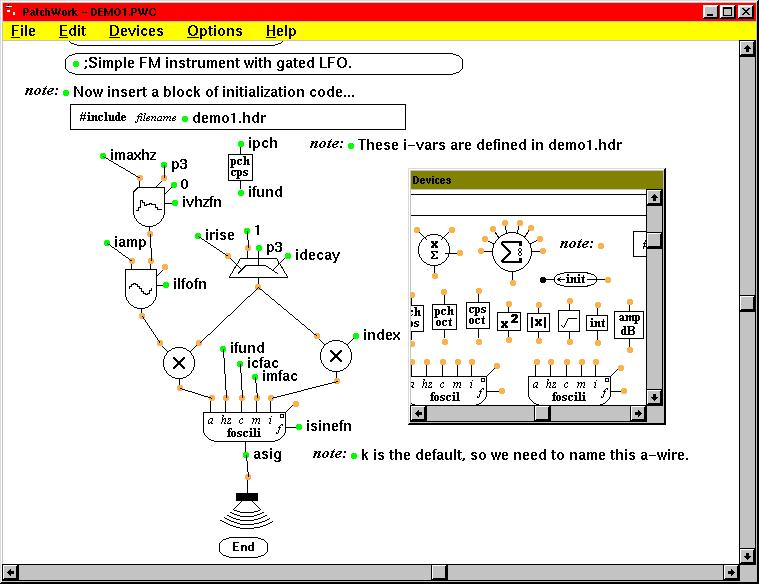 PatchWork – DEMO1.PWC
File Edit Devices Options Help
;Simple FM instrument with gated LFO.
note: Now insert a block of initialization code...
#include filename demo1.hdr
note: These i-vars are defined in demo1.hdr
imaxhz
p3
0
ivhzfn
ipch
pch
cps
ifund
iamp
ilfofn
irise
1
p3
idecay
×
×
index
ifund
icfac
imfac
a hz c m i f
foscili
isinefn
asig
note: k is the default, so we need to name this a-wire.
End
Devices
x
Σ
Σ
note:
#
←init
pch
oct
cps
oct
x²
|x|
int
amp
dB
a hz c m i f
foscil
a hz c m i f
foscili